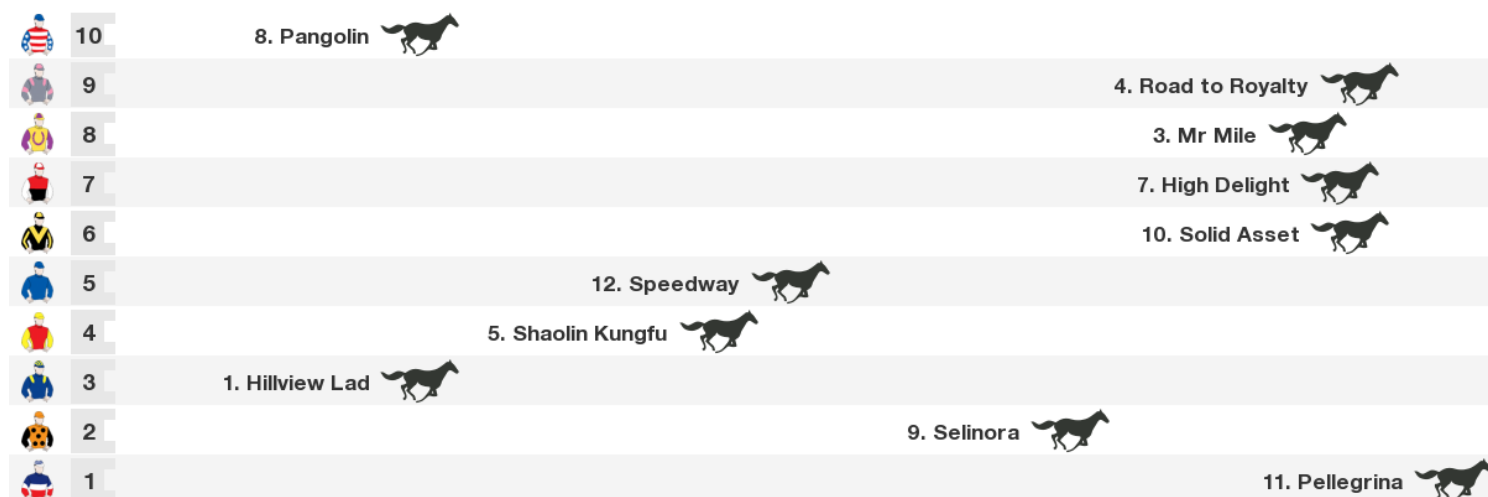 10 8. Pangolin
9 4. Road to Royalty
8 3. Mr Mile
7 7. High Delight
6 10. Solid Asset
5 12. Speedway
4 5. Shaolin Kungfu
3 1. Hillview Lad
2 9. Selinora
1 11. Pellegrina